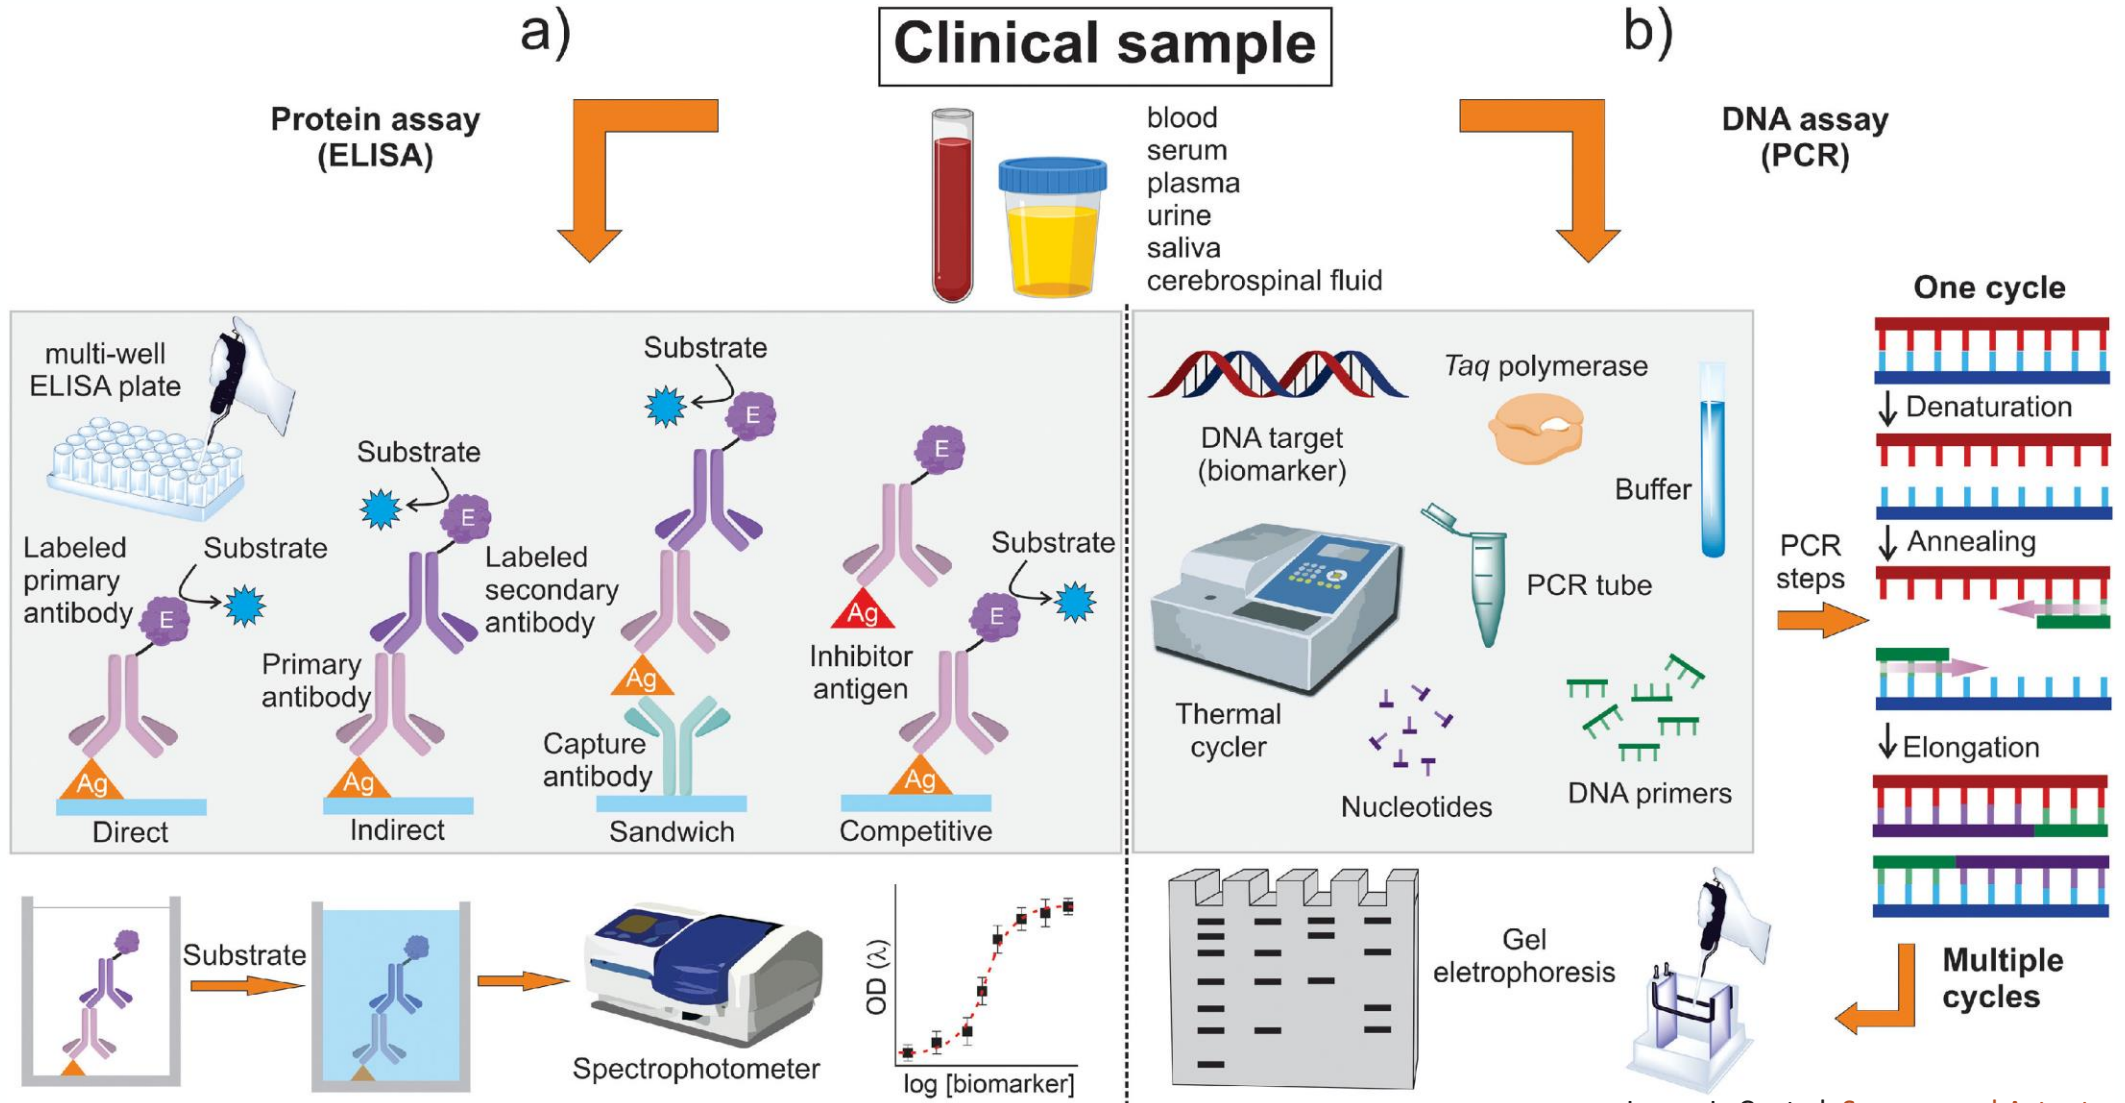 a)
Clinical sample
b)
Protein assay
(ELISA)
blood
serum
plasma
urine
saliva
cerebrospinal fluid
DNA assay
(PCR)
multi-well
ELISA plate
Labeled
primary
antibody
Substrate
E
Ag
Direct
Substrate
E
Primary
antibody
Ag
Indirect
Substrate
E
Labeled
secondary
antibody
Ag
Capture
antibody
Sandwich
E
Ag
Inhibitor
antigen
Substrate
E
Ag
Competitive
Substrate
Spectrophotometer
OD (λ)
log [biomarker]
DNA target
(biomarker)
Taq polymerase
Buffer
Thermal
cycler
PCR tube
Nucleotides
DNA primers
PCR
steps
One cycle
Denaturation
Annealing
Elongation
Multiple
cycles
Gel
eletrophoresis